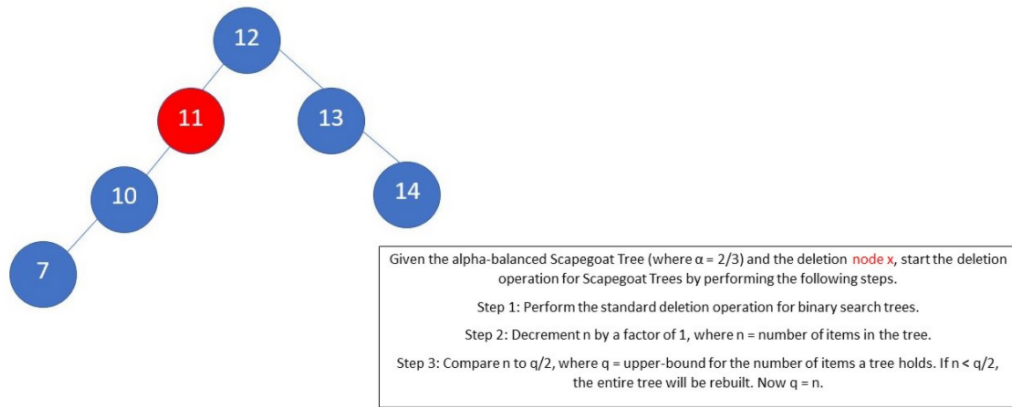 12
11
13
10
14
7
Given the alpha-balanced Scapegoat Tree (where α = 2/3) and the deletion node x, start the deletion
operation for Scapegoat Trees by performing the following steps.
Step 1: Perform the standard deletion operation for binary search trees.
Step 2: Decrement n by a factor of 1, where n = number of items in the tree.
Step 3: Compare n to q/2, where q = upper-bound for the number of items a tree holds. If n < q/2,
the entire tree will be rebuilt. Now q = n.